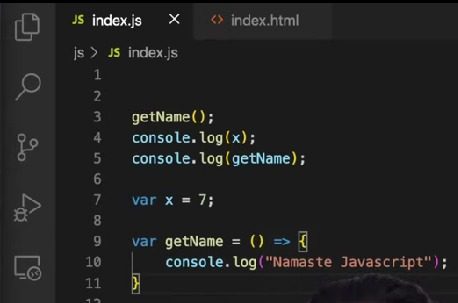 JS index.js X <> index.html
js > JS index.js
1
2
3 getName();
4 console.log(x);
5 console.log(getName);
6
7 var x = 7;
8
9 var getName = () => {
10 console.log("Namaste Javascript");
11 }